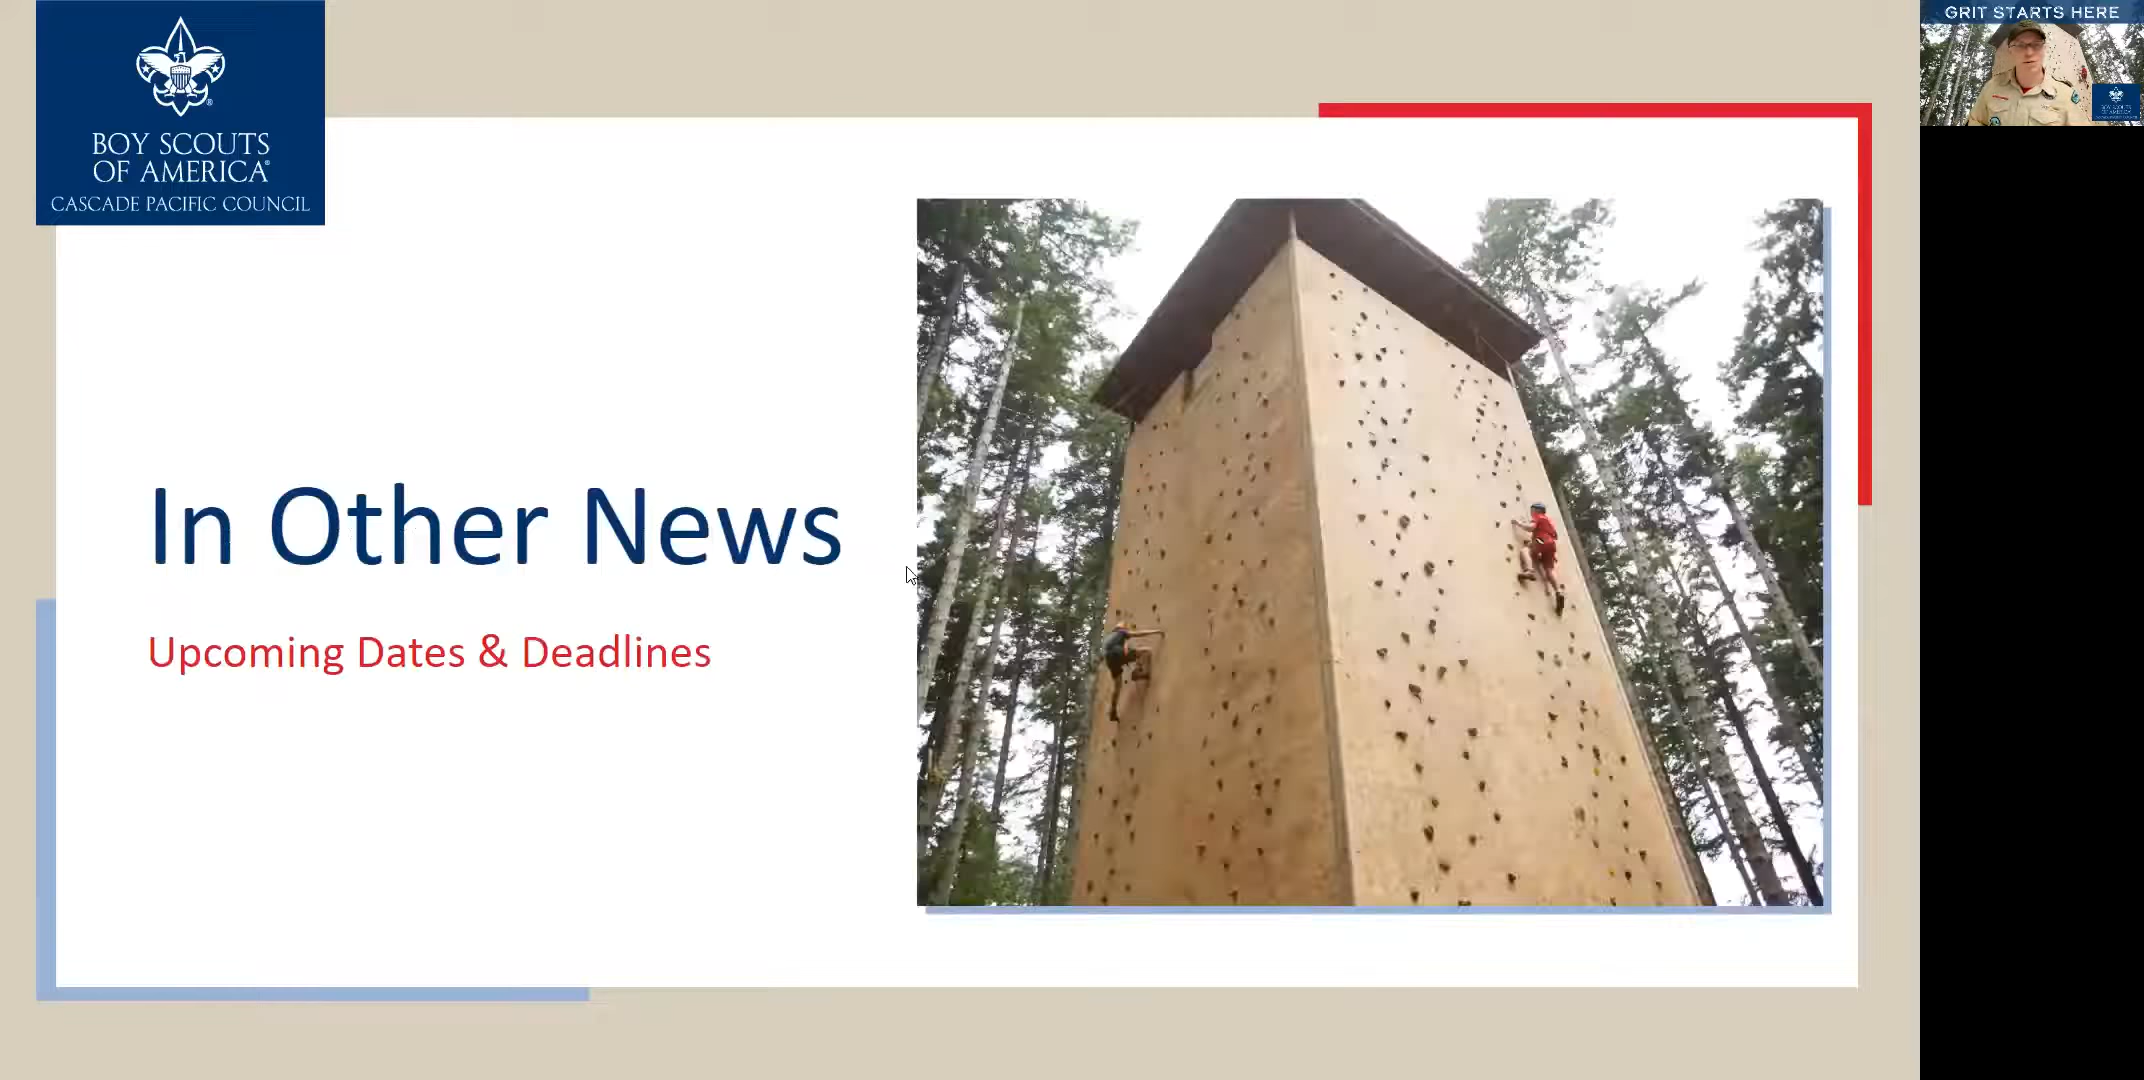 BOY SCOUTS
OF AMERICA®
CASCADE PACIFIC COUNCIL
In Other News
Upcoming Dates & Deadlines
GRIT STARTS HERE